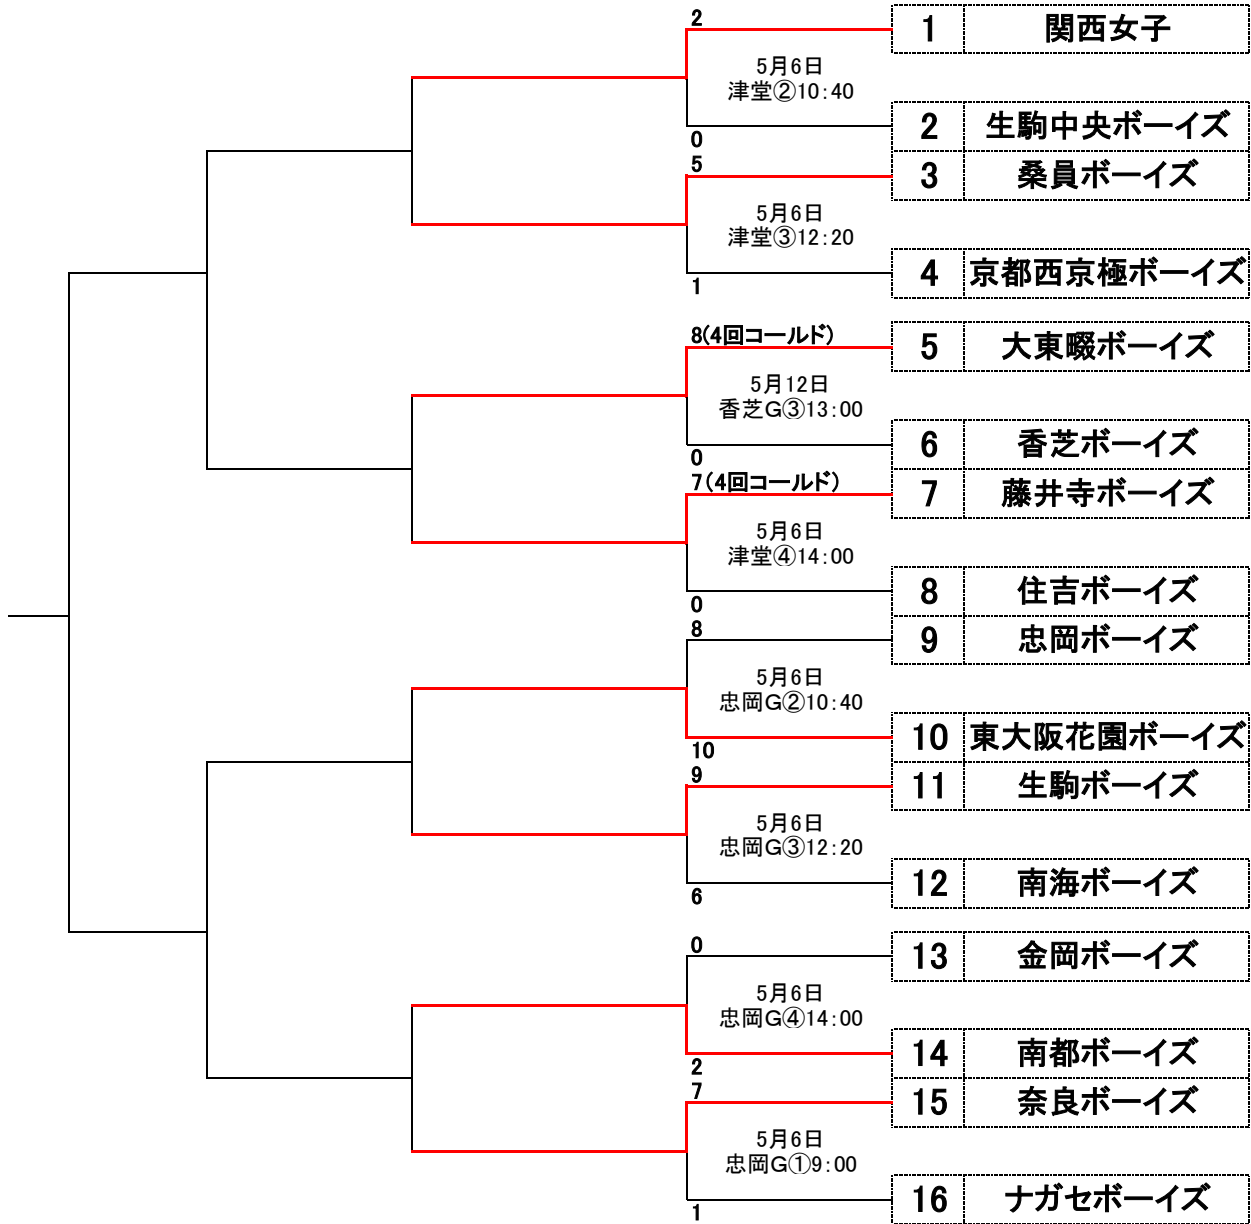 2
1 関西女子
5月6日
津堂②10:40
0
2 生駒中央ボーイズ
5
3 桑員ボーイズ
5月6日
津堂③12:20
1
4 京都西京極ボーイズ
8(4回コールド)
5 大東畷ボーイズ
5月12日
香芝G③13:00
0
6 香芝ボーイズ
7(4回コールド)
7 藤井寺ボーイズ
5月6日
津堂④14:00
0
8 住吉ボーイズ
8
9 忠岡ボーイズ
5月6日
忠岡G②10:40
10
10 東大阪花園ボーイズ
9
11 生駒ボーイズ
5月6日
忠岡G③12:20
6
12 南海ボーイズ
0
13 金岡ボーイズ
5月6日
忠岡G④14:00
2
14 南都ボーイズ
7
15 奈良ボーイズ
5月6日
忠岡G①9:00
1
16 ナガセボーイズ